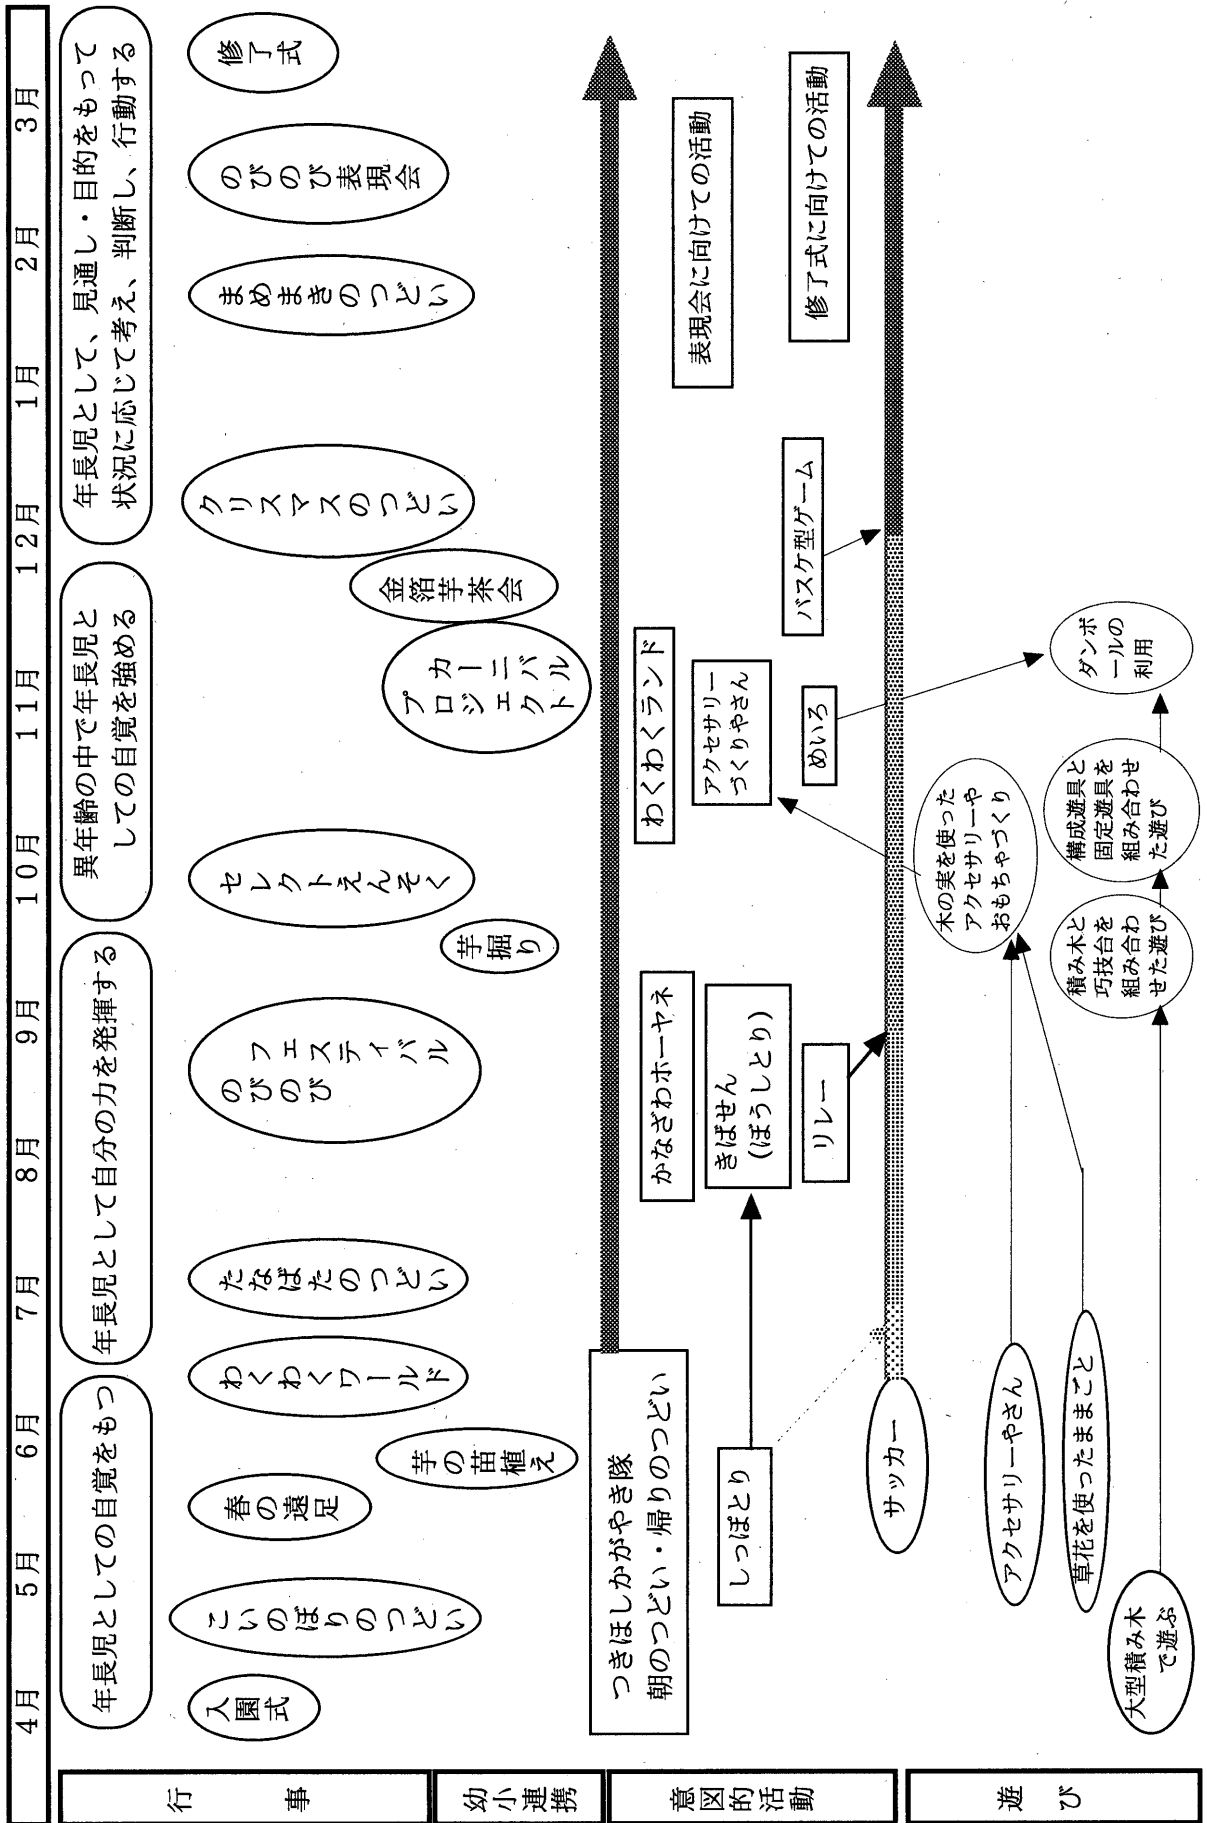 4月 5月 6月 7月 8月 9月 10月 11月 12月 1月 2月 3月
年長児としての自覚をもつ
年長児として自分の力を発揮する
異年齢の中で年長児と
しての自覚を強める
年長児として、見通し・目的をもって
状況に応じて考え、判断し、行動する
行事
入園式
こいのぼりのつどい
春の遠足
わくわくワールド
たなばたのつどい
のびのび
フェスティバル
セレクトえんそく
クリスマスのつどい
まめまきのつどい
のびのび表現会
修了式
幼小連携
芋の苗植え
芋掘り
プロジェクト
カーニバル
金箔芋茶会
意図的活動
つきほしかがやき隊
朝のつどい・帰りのつどい
しっぽとり
かなざわホーヤネ
きばせん
(ぼうしとり)
リレー
わくわくランド
アクセサリー
づくりやさん
めいろ
バスケ型ゲーム
表現会に向けての活動
修了式に向けての活動
遊び
サッカー
アクセサリーやさん
草花を使ったままごと
大型積み木
で遊ぶ
木の実を使った
アクセサリーや
おもちゃづくり
積み木と
巧技台を
組み合わ
せた遊び
構成遊具と
固定遊具を
組み合わせ
た遊び
ダンボ
ールの
利用